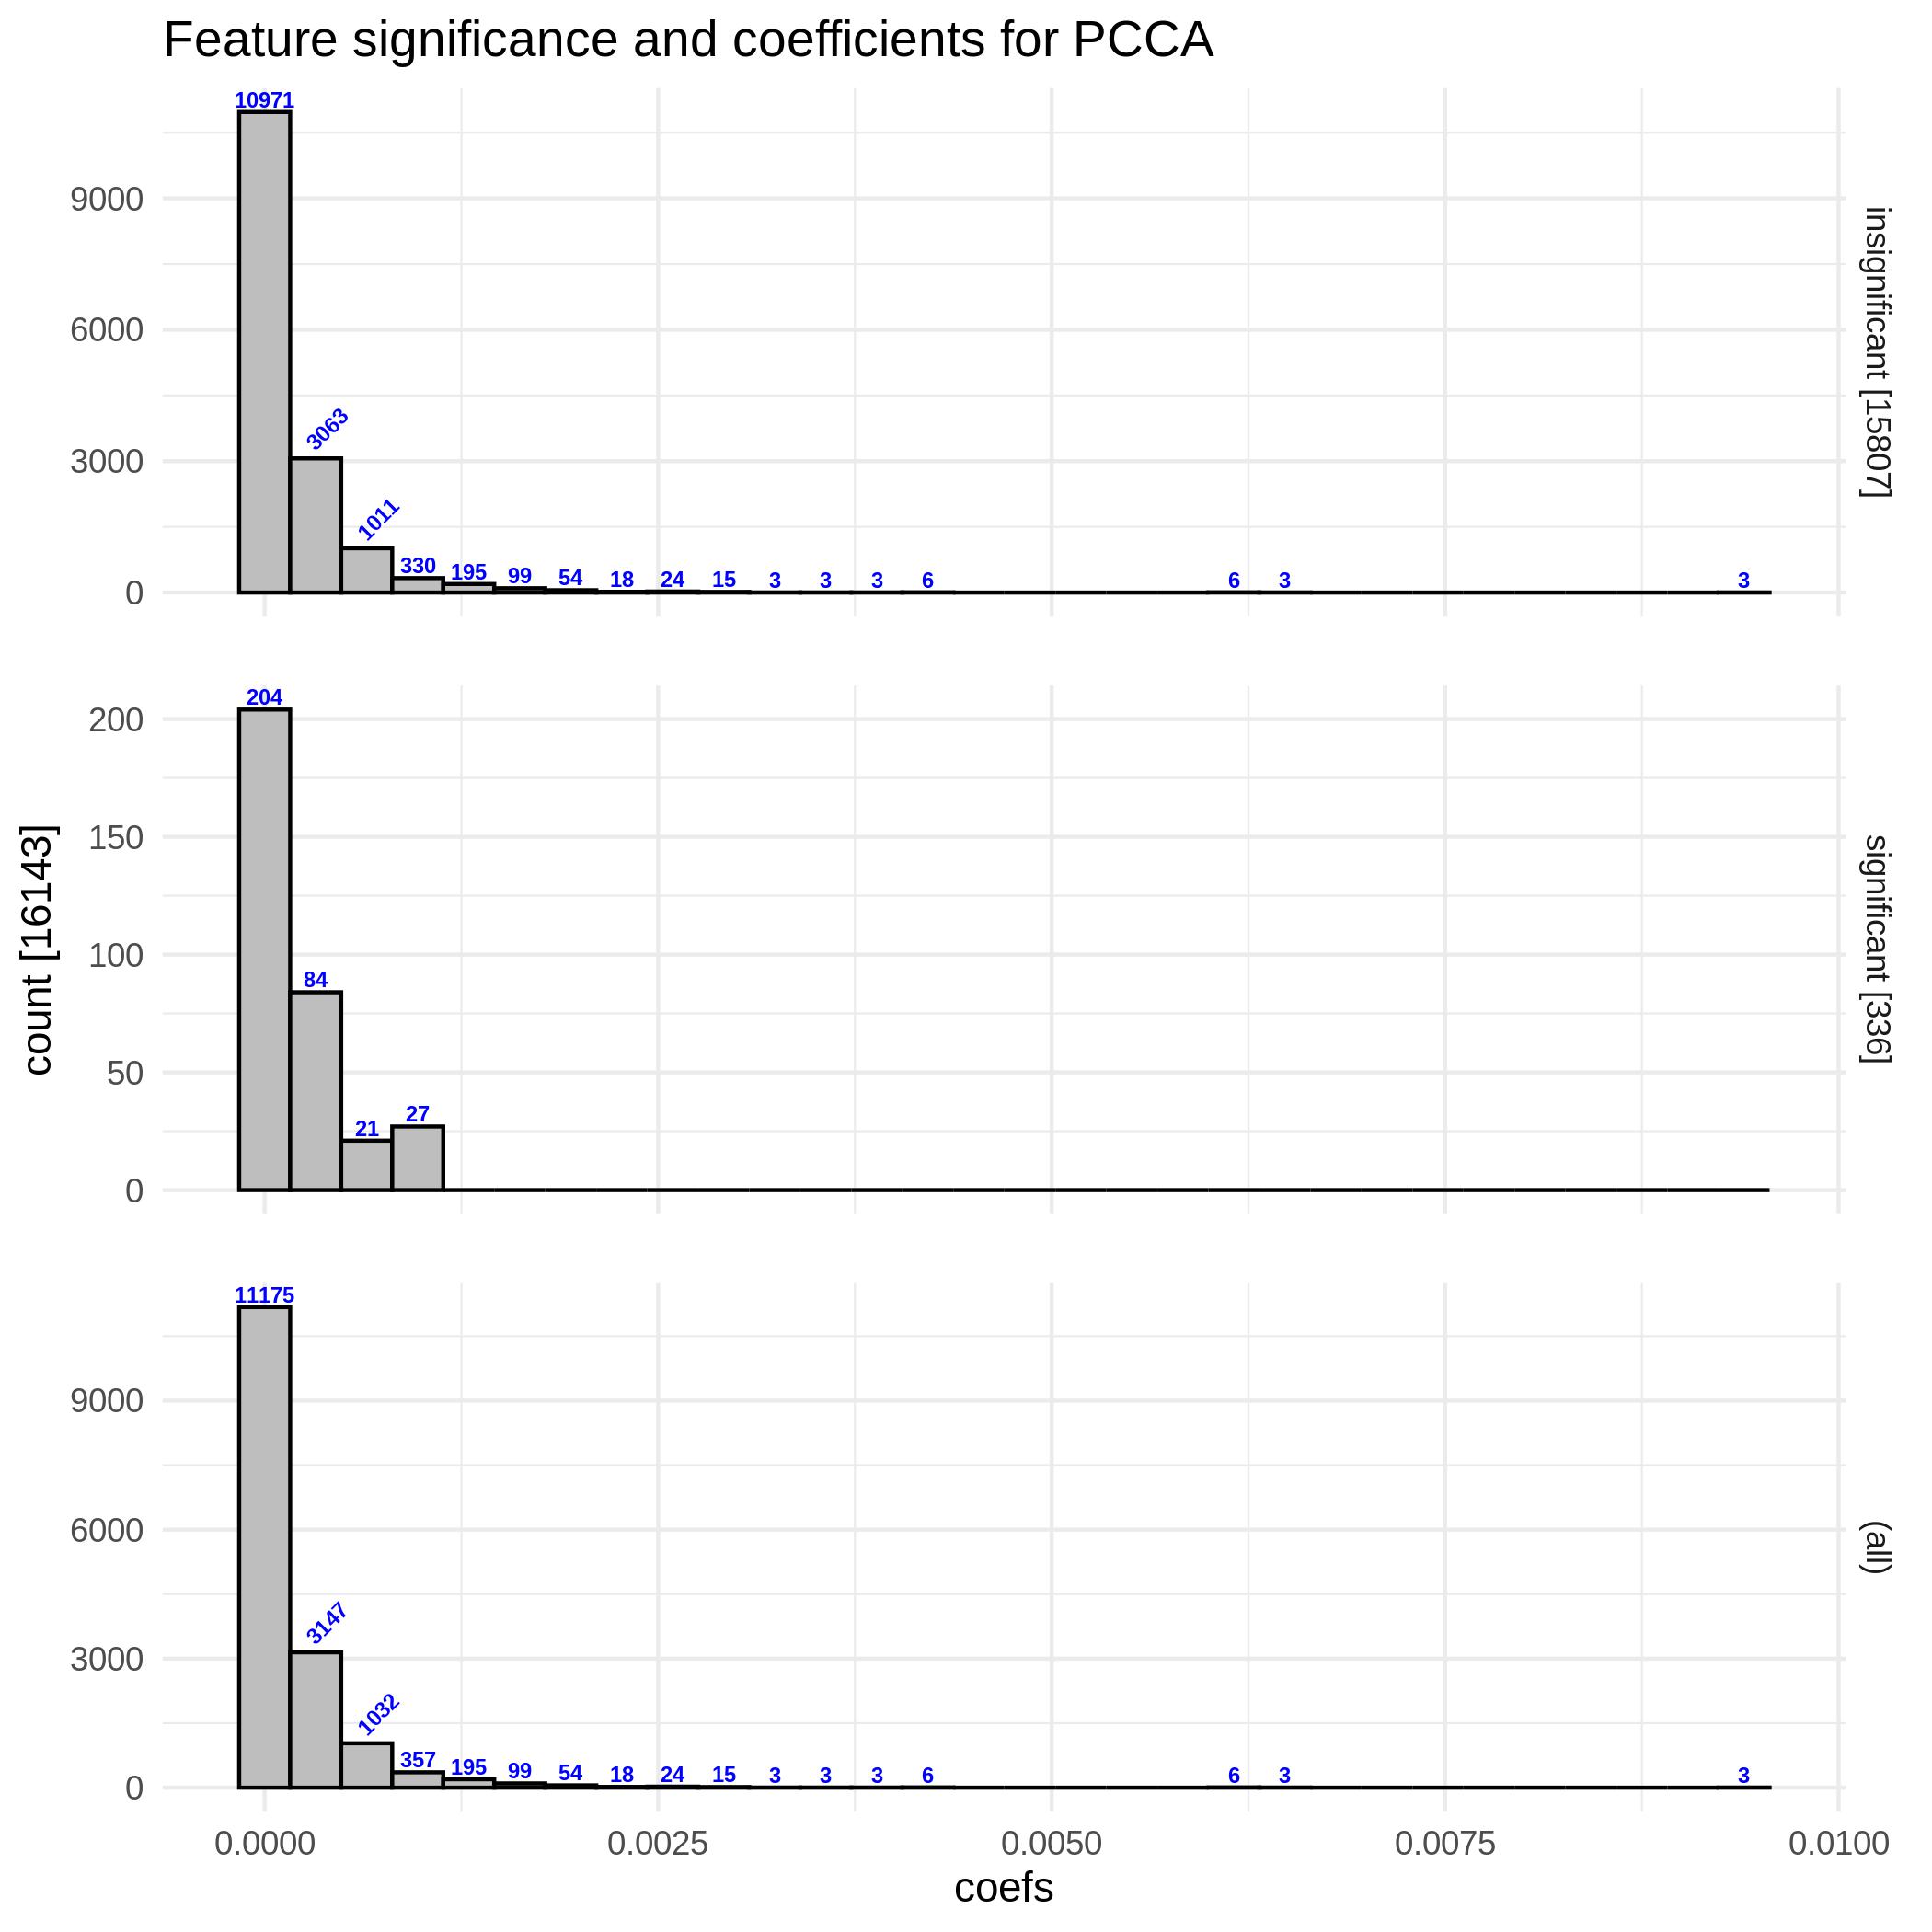 Feature significance and coefficients for PCCA
10971
3063
1011
330 195 99 54 18 24 15 3 3 3 6 6 3 3
9000
6000
3000
0
insignificant [15807]
count [16143]
204
84
21 27
200
150
100
50
0
significant [336]
11175
3147
1032
357 195 99 54 18 24 15 3 3 3 6 6 3 3
9000
6000
3000
0
(all)
0.0000 0.0025 0.0050 0.0075 0.0100
coefs